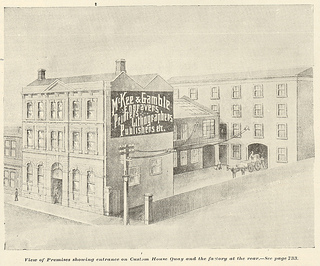 McKee & Gamble,
Engravers
Printers
Lithographers
Publishers etc.
View of Premises showing entrance on Custom House Quay and the factory at the rear.—See page 233.